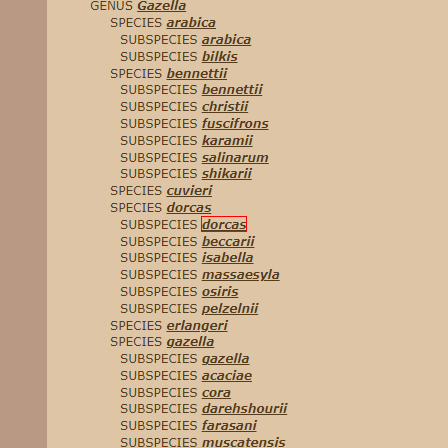 GENUS Gazella
SPECIES arabica
SUBSPECIES arabica
SUBSPECIES bilkis
SPECIES bennettii
SUBSPECIES bennettii
SUBSPECIES christii
SUBSPECIES fuscifrons
SUBSPECIES karamii
SUBSPECIES salinarum
SUBSPECIES shikarii
SPECIES cuvieri
SPECIES dorcas
SUBSPECIES dorcas
SUBSPECIES beccarii
SUBSPECIES isabella
SUBSPECIES massaesyla
SUBSPECIES osiris
SUBSPECIES pelzelnii
SPECIES erlangeri
SPECIES gazella
SUBSPECIES gazella
SUBSPECIES acaciae
SUBSPECIES cora
SUBSPECIES darehshourii
SUBSPECIES farasani
SUBSPECIES muscatensis